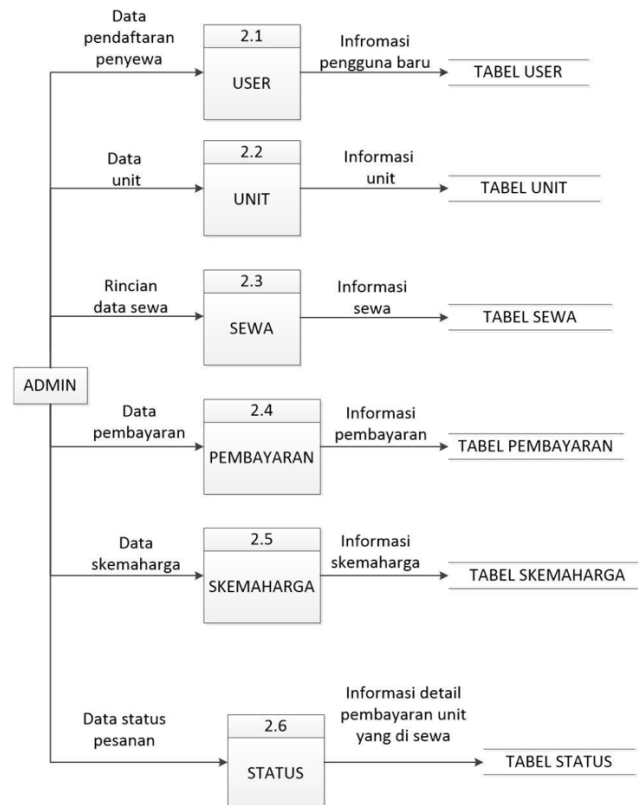 Data
pendaftaran
penyewa
2.1
USER
Infromasi
pengguna baru
TABEL USER
Data
unit
2.2
UNIT
Informasi
unit
TABEL UNIT
Rincian
data sewa
2.3
SEWA
Informasi
sewa
TABEL SEWA
ADMIN
Data
pembayaran
2.4
PEMBAYARAN
Informasi
pembayaran
TABEL PEMBAYARAN
Data
skemaharga
2.5
SKEMAHARGA
Informasi
skemaharga
TABEL SKEMAHARGA
Data status
pesanan
2.6
STATUS
Informasi detail
pembayaran unit
yang di sewa
TABEL STATUS